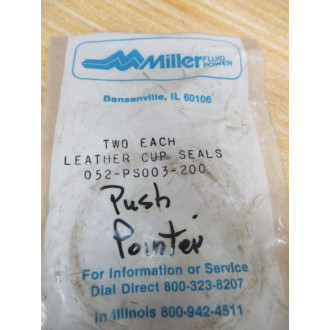 Miller FLUID
POWER
Bensenville, IL 60106
TWO EACH
LEATHER CUP SEALS
052-PS003-200
Push
Pointer
For Information or Service
Dial Direct 800-323-8207
In Illinois 800-942-4511